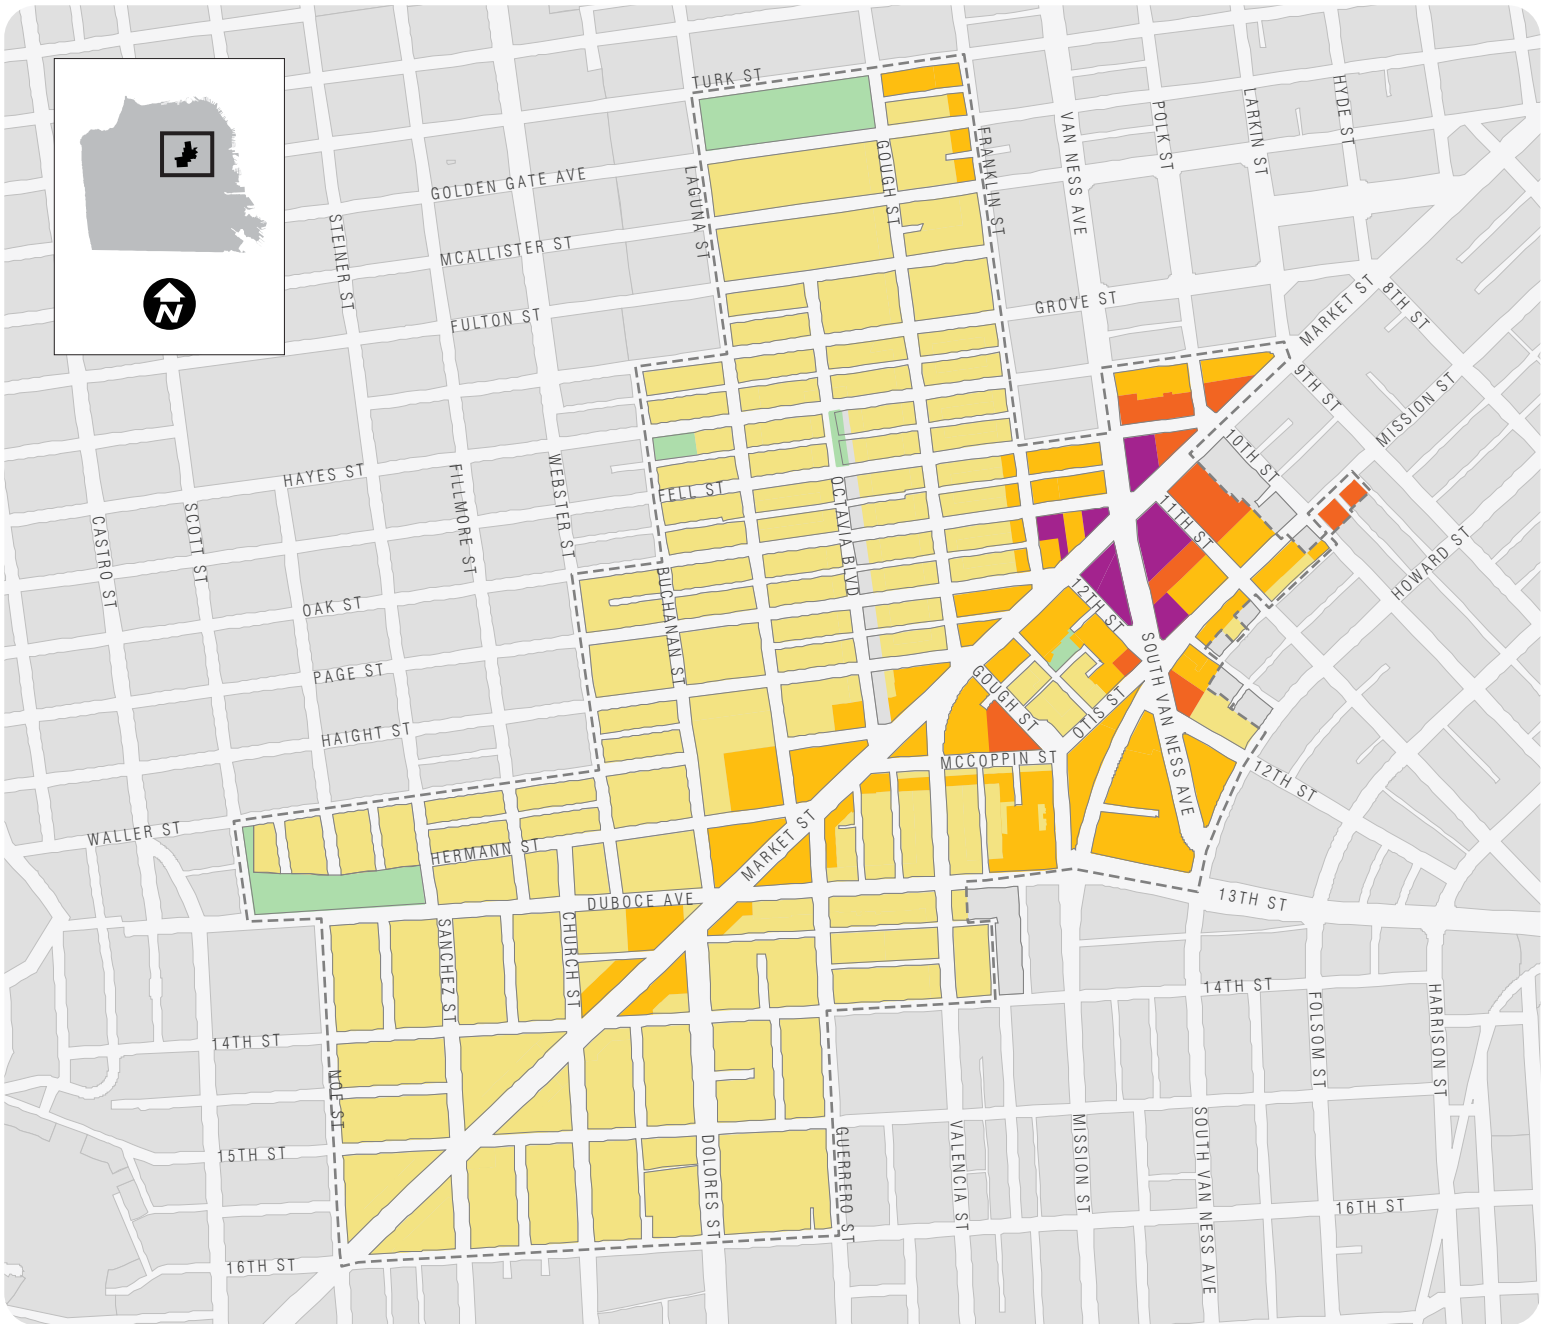 TURK ST
GOLDEN GATE AVE
MCALLISTER ST
FULTON ST
STEINER ST
LAGUNA ST
GOUGH ST
FRANKLIN ST
VAN NESS AVE
POLK ST
LARKIN ST
HYDE ST
N
GROVE ST
MARKET ST
8TH ST
9TH ST
MISSION ST
10TH ST
HAYES ST
FELL ST
FILLMORE ST
WEBSTER ST
OCTAVIA BLVD
11TH ST
HOWARD ST
CASTRO ST
SCOTT ST
OAK ST
BUCHANAN ST
12TH ST
PAGE ST
GOUGH ST
OTIS ST
SOUTH VAN NESS AVE
HAIGHT ST
MCCOPPIN ST
12TH ST
WALLER ST
HERMANN ST
MARKET ST
DUBOCE AVE
13TH ST
SANCHEZ ST
CHURCH ST
14TH ST
14TH ST
FOLSOM ST
HARRISON ST
NOE ST
15TH ST
DOLORES ST
GUERRERO ST
VALENCIA ST
MISSION ST
SOUTH VAN NESS AVE
16TH ST
16TH ST